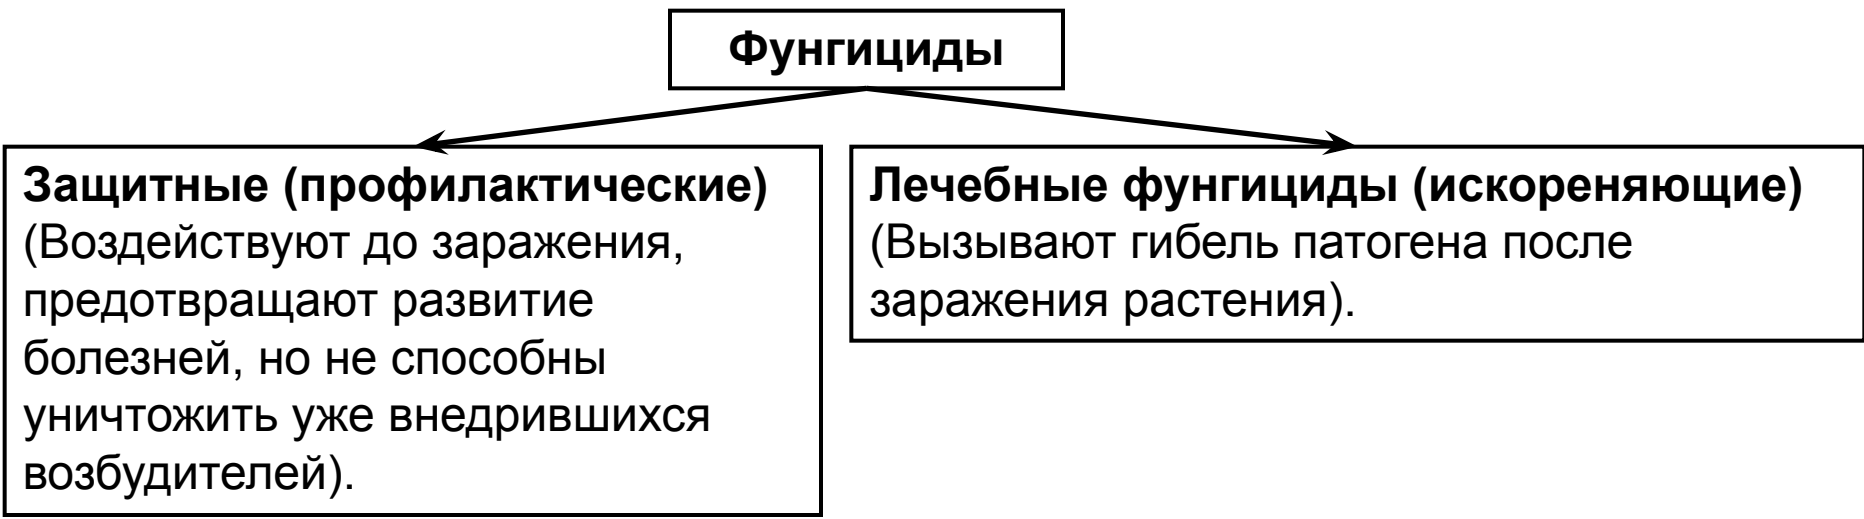 Фунгициды
Защитные (профилактические)
(Воздействуют до заражения,
предотвращают развитие
болезней, но не способны
уничтожить уже внедрившихся
возбудителей).
Лечебные фунгициды (искореняющие)
(Вызывают гибель патогена после
заражения растения).